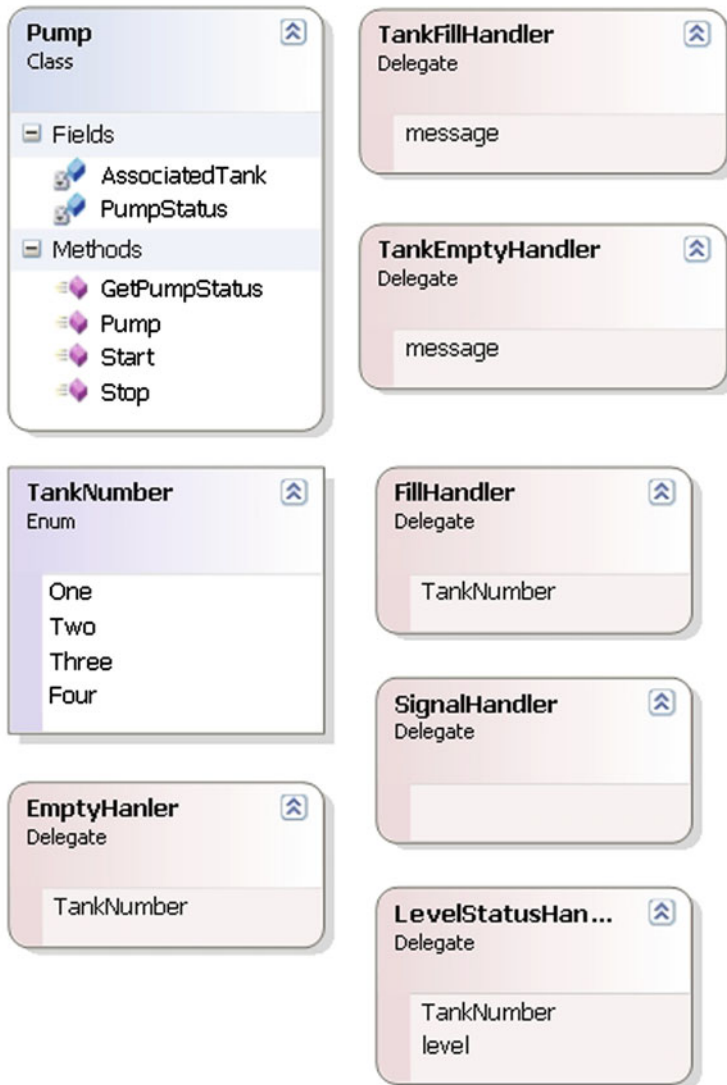 Pump
Class
Fields
AssociatedTank
PumpStatus
Methods
GetPumpStatus
Pump
Start
Stop
TankFillHandler
Delegate
message
TankEmptyHandler
Delegate
message
TankNumber
Enum
One
Two
Three
Four
FillHandler
Delegate
TankNumber
SignalHandler
Delegate
EmptyHanler
Delegate
TankNumber
LevelStatusHan...
Delegate
TankNumber
level